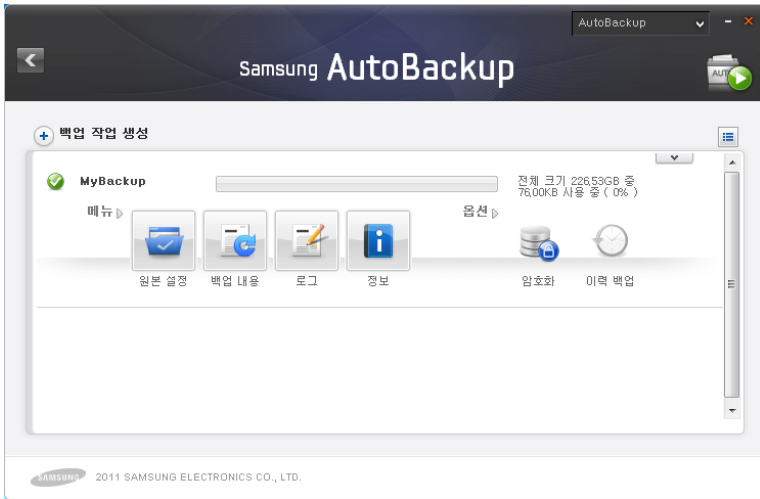 AutoBackup
Samsung AutoBackup
AUTO
백업 작업 생성
MyBackup
전체 크기 226,53GB 중
76,00KB 사용 중 ( 0% )
메뉴
옵션
원본 설정
백업 내용
로그
정보
암호화
이력 백업
SAMSUNG 2011 SAMSUNG ELECTRONICS CO., LTD.